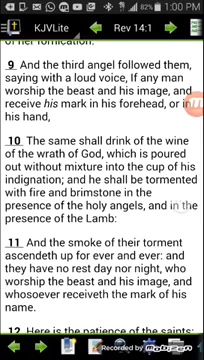 82% 1:00 PM
KJVLite Rev 14:1
of her fornication.
9 And the third angel followed them,
saying with a loud voice, If any man
worship the beast and his image, and
receive his mark in his forehead, or in
his hand,
10 The same shall drink of the wine
of the wrath of God, which is poured
out without mixture into the cup of his
indignation; and he shall be tormented
with fire and brimstone in the
presence of the holy angels, and in the
presence of the Lamb:
11 And the smoke of their torment
ascendeth up for ever and ever: and
they have no rest day nor night, who
worship the beast and his image, and
whosoever receiveth the mark of his
name.
12 Here is the patience of the saints:
Recorded by